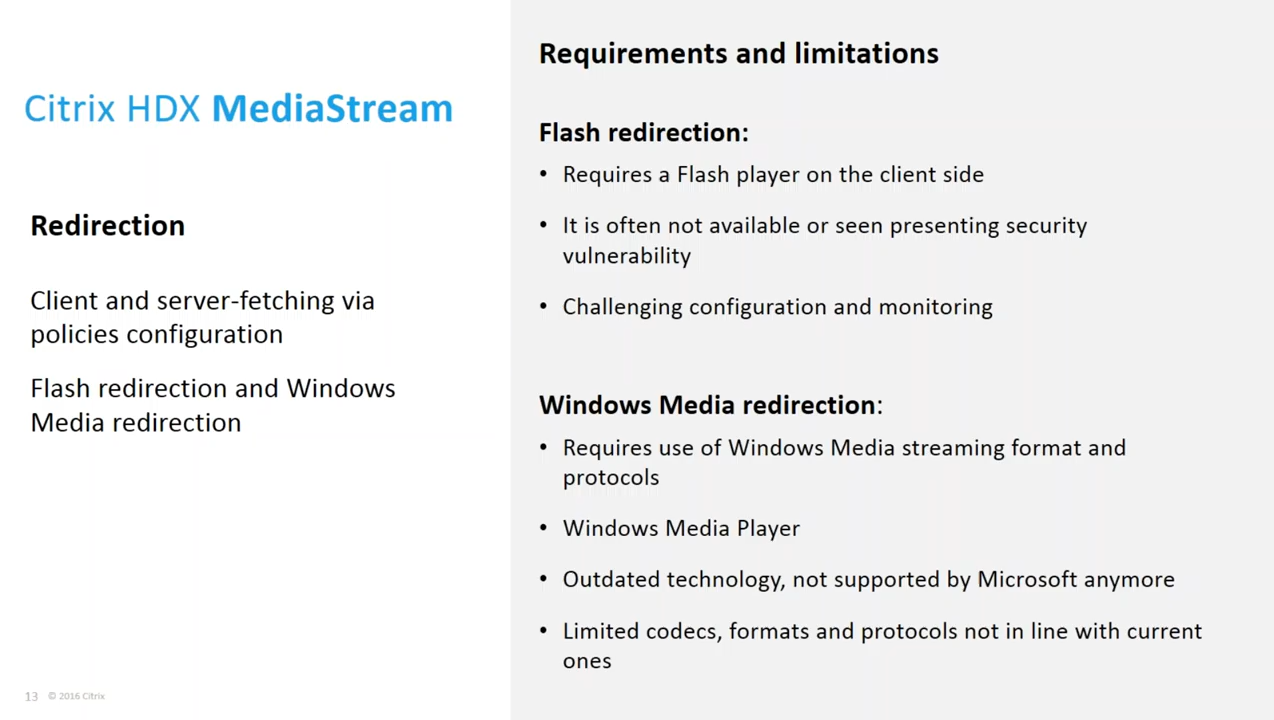 Citrix HDX MediaStream
Redirection
Client and server-fetching via
policies configuration
Flash redirection and Windows
Media redirection
Requirements and limitations
Flash redirection:
• Requires a Flash player on the client side
• It is often not available or seen presenting security
vulnerability
• Challenging configuration and monitoring
Windows Media redirection:
• Requires use of Windows Media streaming format and
protocols
• Windows Media Player
• Outdated technology, not supported by Microsoft anymore
• Limited codecs, formats and protocols not in line with current
ones
13 © 2016 Citrix